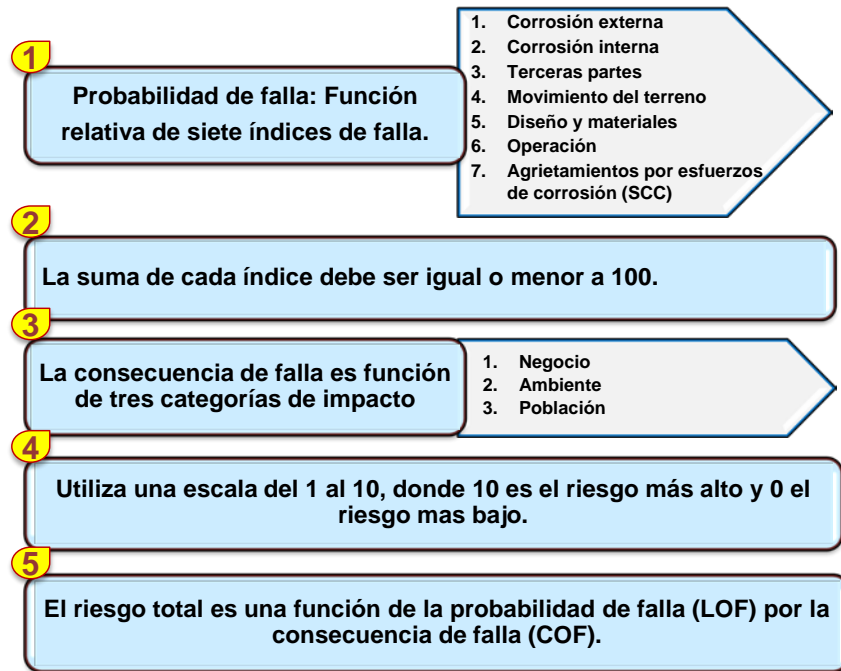 1
Probabilidad de falla: Función
relativa de siete índices de falla.
1. Corrosión externa
2. Corrosión interna
3. Terceras partes
4. Movimiento del terreno
5. Diseño y materiales
6. Operación
7. Agrietamientos por esfuerzos
de corrosión (SCC)
2
La suma de cada índice debe ser igual o menor a 100.
3
La consecuencia de falla es función
de tres categorías de impacto
1. Negocio
2. Ambiente
3. Población
4
Utiliza una escala del 1 al 10, donde 10 es el riesgo más alto y 0 el
riesgo mas bajo.
5
El riesgo total es una función de la probabilidad de falla (LOF) por la
consecuencia de falla (COF).